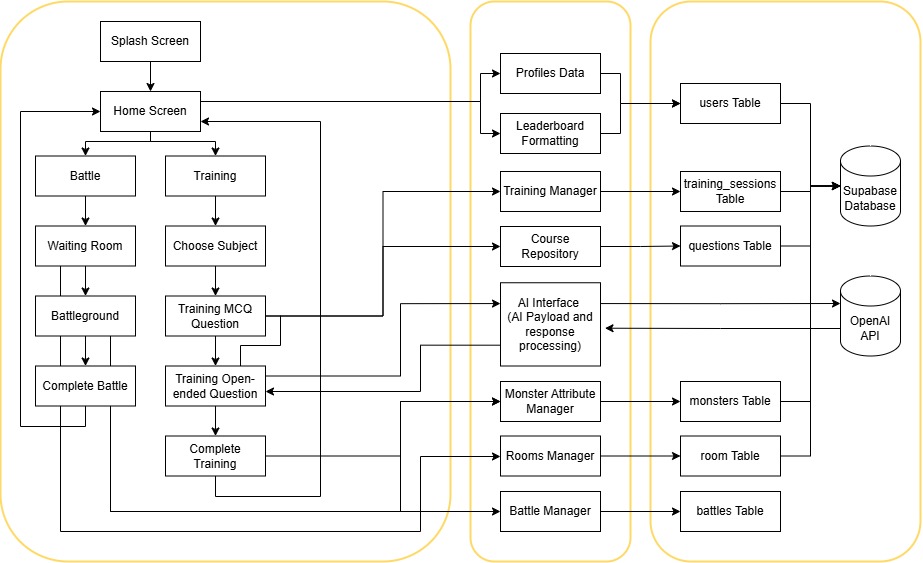 Splash Screen
Home Screen
Battle
Training
Waiting Room
Choose Subject
Battleground
Training MCQ
Question
Complete Battle
Training Open-
ended Question
Complete
Training
Profiles Data
Leaderboard
Formatting
Training Manager
Course
Repository
AI Interface
(AI Payload and
response
processing)
Monster Attribute
Manager
Rooms Manager
Battle Manager
users Table
training_sessions
Table
questions Table
monsters Table
room Table
battles Table
Supabase
Database
OpenAI
API